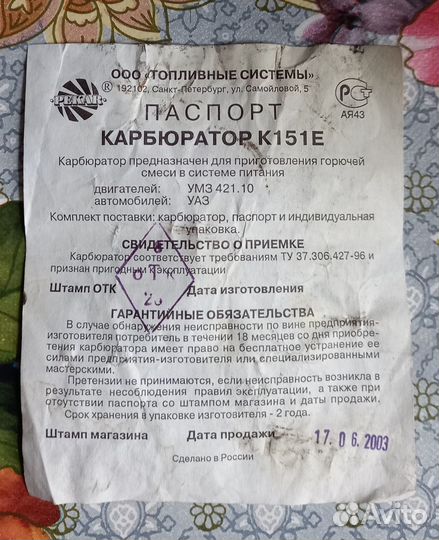 ООО «ТОПЛИВНЫЕ СИСТЕМЫ»
192102, Санкт-Петербург, ул. Самойловой, 5
ПЕКАР ®
АЯ43
ПАСПОРТ
КАРБЮРАТОР К151Е
Карбюратор предназначен для приготовления горючей
смеси в системе питания
двигателей: УМЗ 421.10
автомобилей: УАЗ
Комплект поставки: карбюратор, паспорт и индивидуальная
упаковка.
СВИДЕТЕЛЬСТВО О ПРИЕМКЕ
Карбюратор соответствует требованиям ТУ 37.306.427-96 и
признан пригодным к эксплуатации
Штамп ОТК Дата изготовления
ГАРАНТИЙНЫЕ ОБЯЗАТЕЛЬСТВА
В случае обнаружения неисправности по вине предприятия-
изготовителя потребитель в течении 18 месяцев со дня приобре-
тения карбюратора имеет право на бесплатное устранение ее
силами предприятия-изготовителя или специализированными
мастерскими.
Претензии не принимаются, если неисправность возникла в
результате несоблюдения правил эксплуатации, а также при
отсутствии паспорта со штампом магазина и даты продажи.
Срок хранения в упаковке изготовителя - 2 года.
Штамп магазина Дата продажи 17. 06. 2003
Сделано в России
Avito